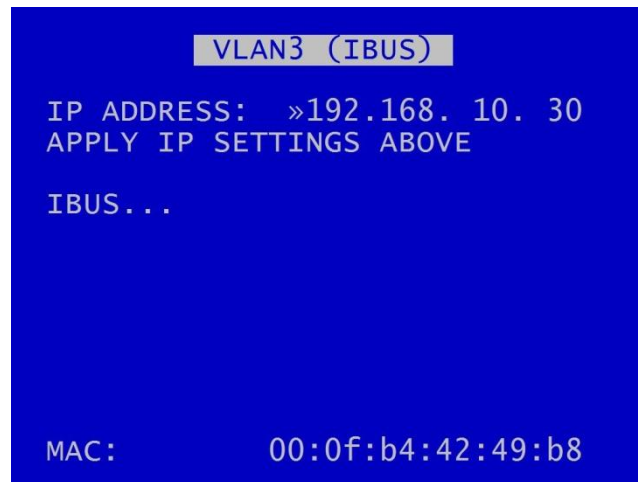 VLAN3 (IBUS)
IP ADDRESS: »192.168. 10. 30
APPLY IP SETTINGS ABOVE
IBUS...
MAC: 00:0f:b4:42:49:b8